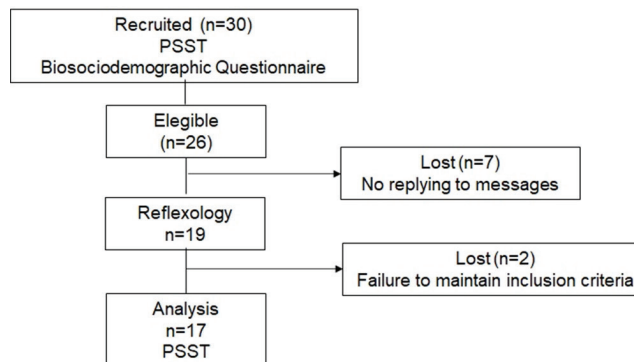 Recruited (n=30)
PSST
Biosociodemographic Questionnaire
Elegible
(n=26)
Lost (n=7)
No replying to messages
Reflexology
n=19
Lost (n=2)
Failure to maintain inclusion criteria
Analysis
n=17
PSST